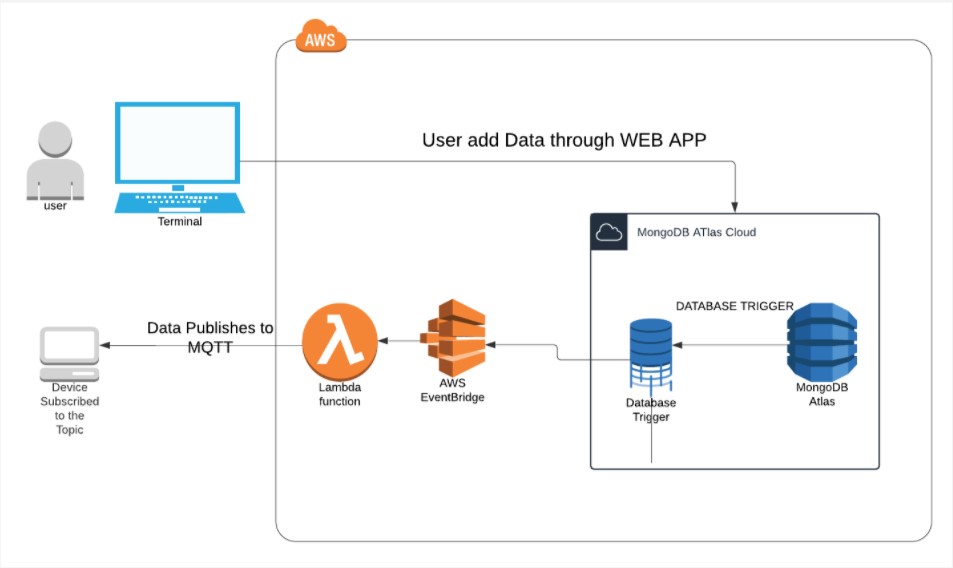 AWS
User add Data through WEB APP
user
Terminal
MongoDB ATlas Cloud
DATABASE TRIGGER
Data Publishes to
MQTT
λ
Lambda
function
AWS
EventBridge
Database
Trigger
MongoDB
Atlas
Device
Subscribed
to the
Topic